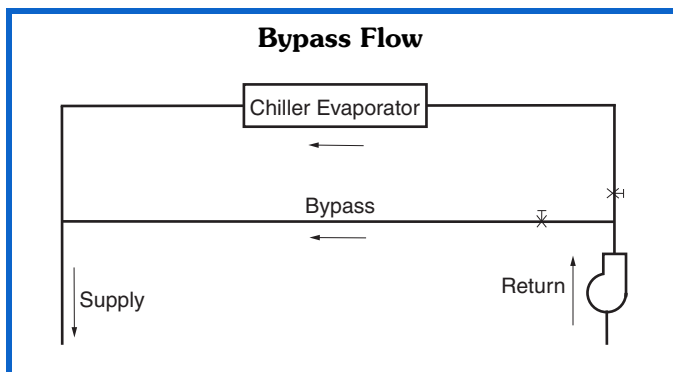 Bypass Flow
Chiller Evaporator
Bypass
Supply
Return